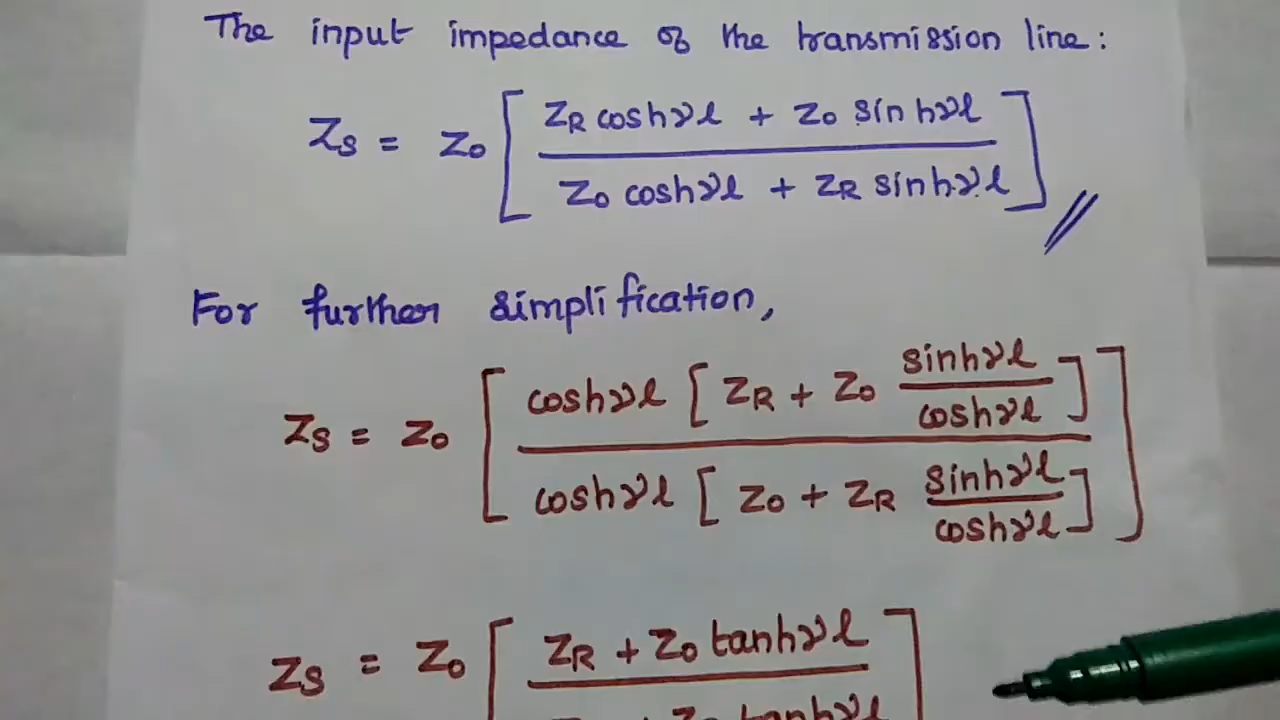 The input impedance of the transmission line:
Zs = Z0 [ ZR coshγl + Z0 sinhγl / Z0 coshγl + ZR sinhγl ]
For further simplification,
Zs = Z0 [ coshγl [ ZR + Z0 sinhγl / coshγl ] / coshγl [ Z0 + ZR sinhγl / coshγl ] ]
Zs = Z0 [ ZR + Z0 tanhγl
tanhγl ]